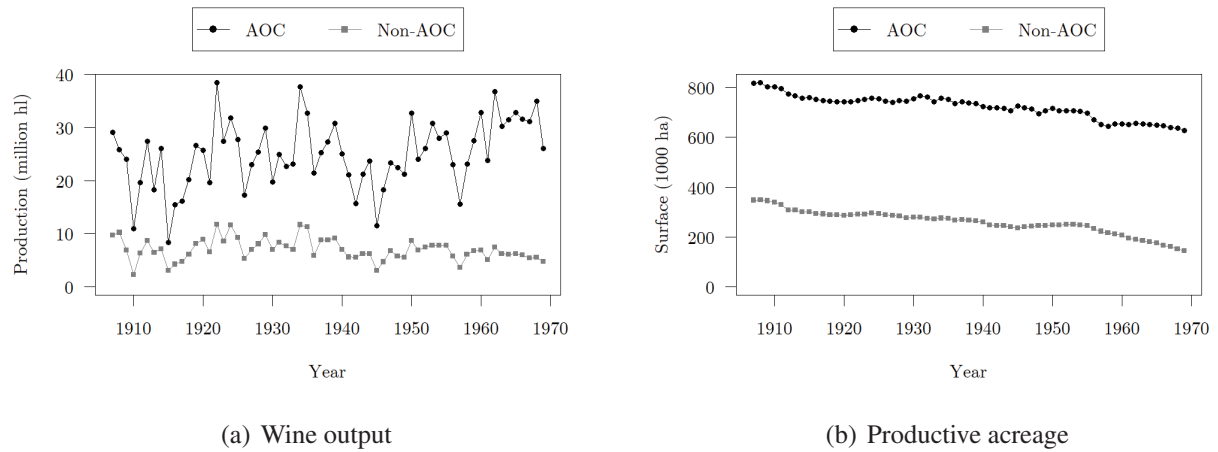 AOC Non-AOC
Production (million hl)
40
30
20
10
0
1910 1920 1930 1940 1950 1960 1970
Year
(a) Wine output
AOC Non-AOC
Surface (1000 ha)
800
600
400
200
0
1910 1920 1930 1940 1950 1960 1970
Year
(b) Productive acreage